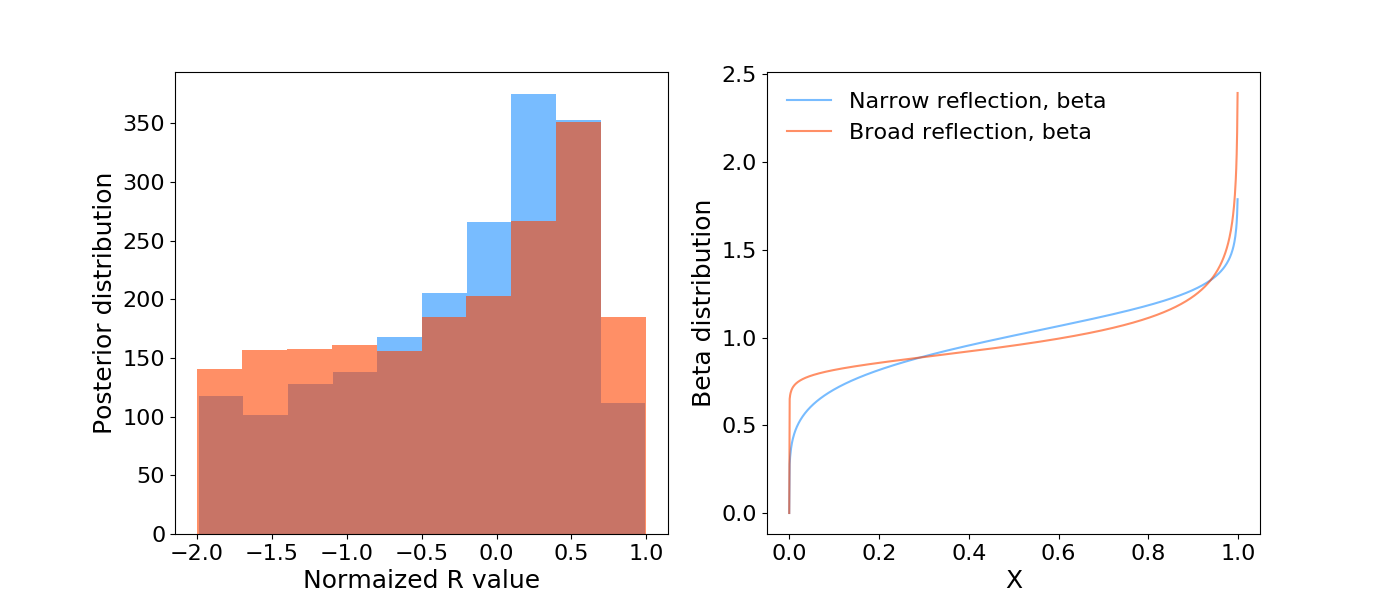 Posterior distribution
350
300
250
200
150
100
50
0
−2.0 −1.5 −1.0 −0.5 0.0 0.5 1.0
Normaized R value
Beta distribution
2.5
2.0
1.5
1.0
0.5
0.0
0.0 0.2 0.4 0.6 0.8 1.0
X
Narrow reflection, beta
Broad reflection, beta